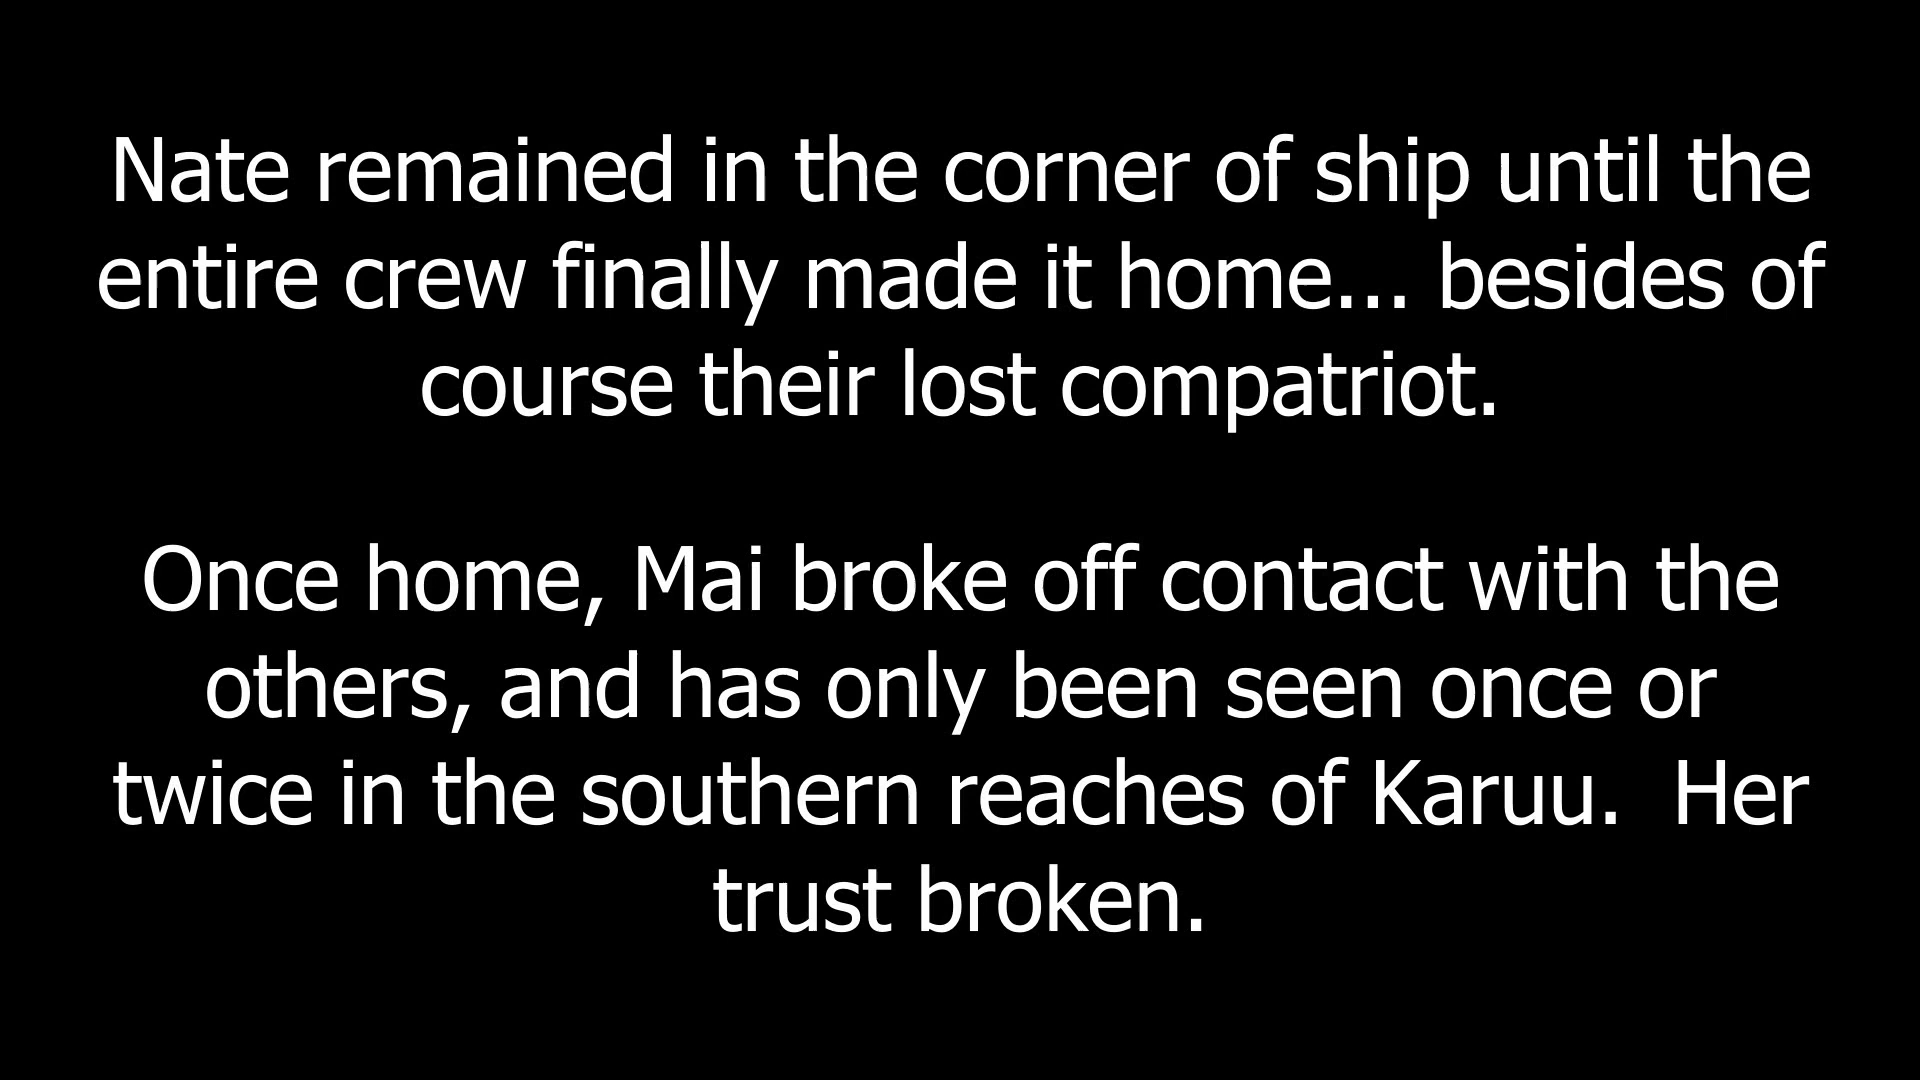 Nate remained in the corner of ship until the
entire crew finally made it home... besides of
course their lost compatriot.
Once home, Mai broke off contact with the
others, and has only been seen once or
twice in the southern reaches of Karuu.  Her
trust broken.